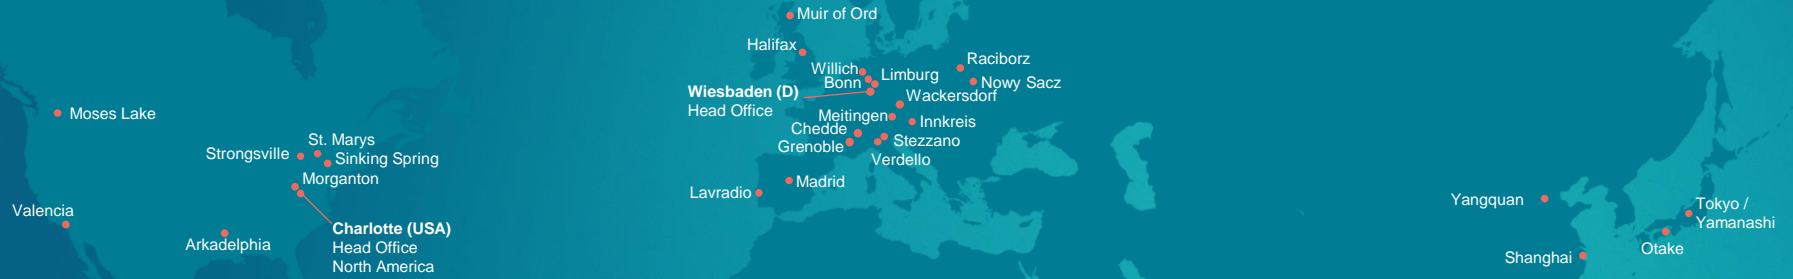 Muir of Ord
Halifax
Willich
Bonn
Limburg
Raciborz
Nowy Sacz
Wiesbaden (D)
Head Office
Wackersdorf
Meitingen
Innkreis
Chedde
Grenoble
Stezzano
Verdello
Madrid
Lavradio
Moses Lake
St. Marys
Strongsville
Sinking Spring
Morganton
Valencia
Arkadelphia
Charlotte (USA)
Head Office
North America
Yangquan
Tokyo /
Yamanashi
Otake
Shanghai